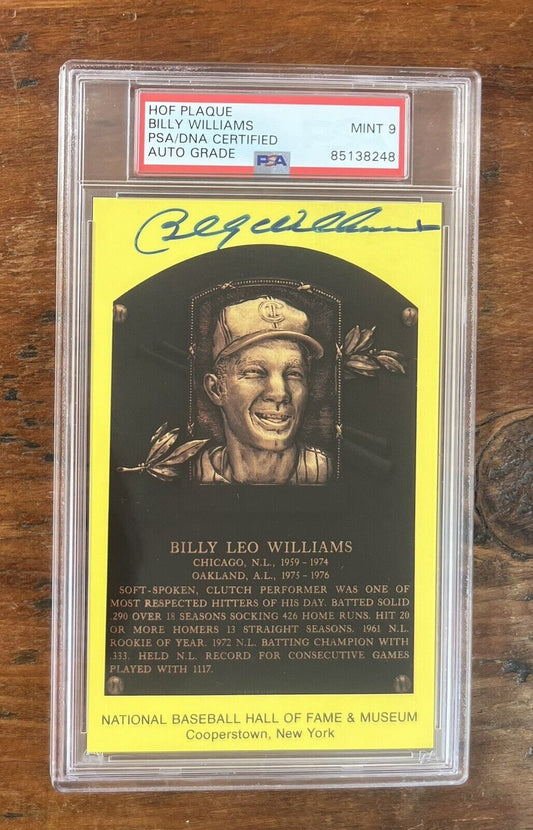 HOF PLAQUE
BILLY WILLIAMS
PSA/DNA CERTIFIED
AUTO GRADE
MINT 9
PSA
85138248
Billy Williams
BILLY LEO WILLIAMS
CHICAGO, N.L., 1959 - 1974
OAKLAND, A.L., 1975 - 1976
SOFT-SPOKEN, CLUTCH PERFORMER WAS ONE OF
MOST RESPECTED HITTERS OF HIS DAY. BATTED SOLID
.290 OVER 18 SEASONS SOCKING 426 HOME RUNS. HIT 20
OR MORE HOMERS 13 STRAIGHT SEASONS. 1961 N.L.
ROOKIE OF YEAR. 1972 N.L. BATTING CHAMPION WITH
.333. HELD N.L. RECORD FOR CONSECUTIVE GAMES
PLAYED WITH 1117.
NATIONAL BASEBALL HALL OF FAME & MUSEUM
Cooperstown, New York